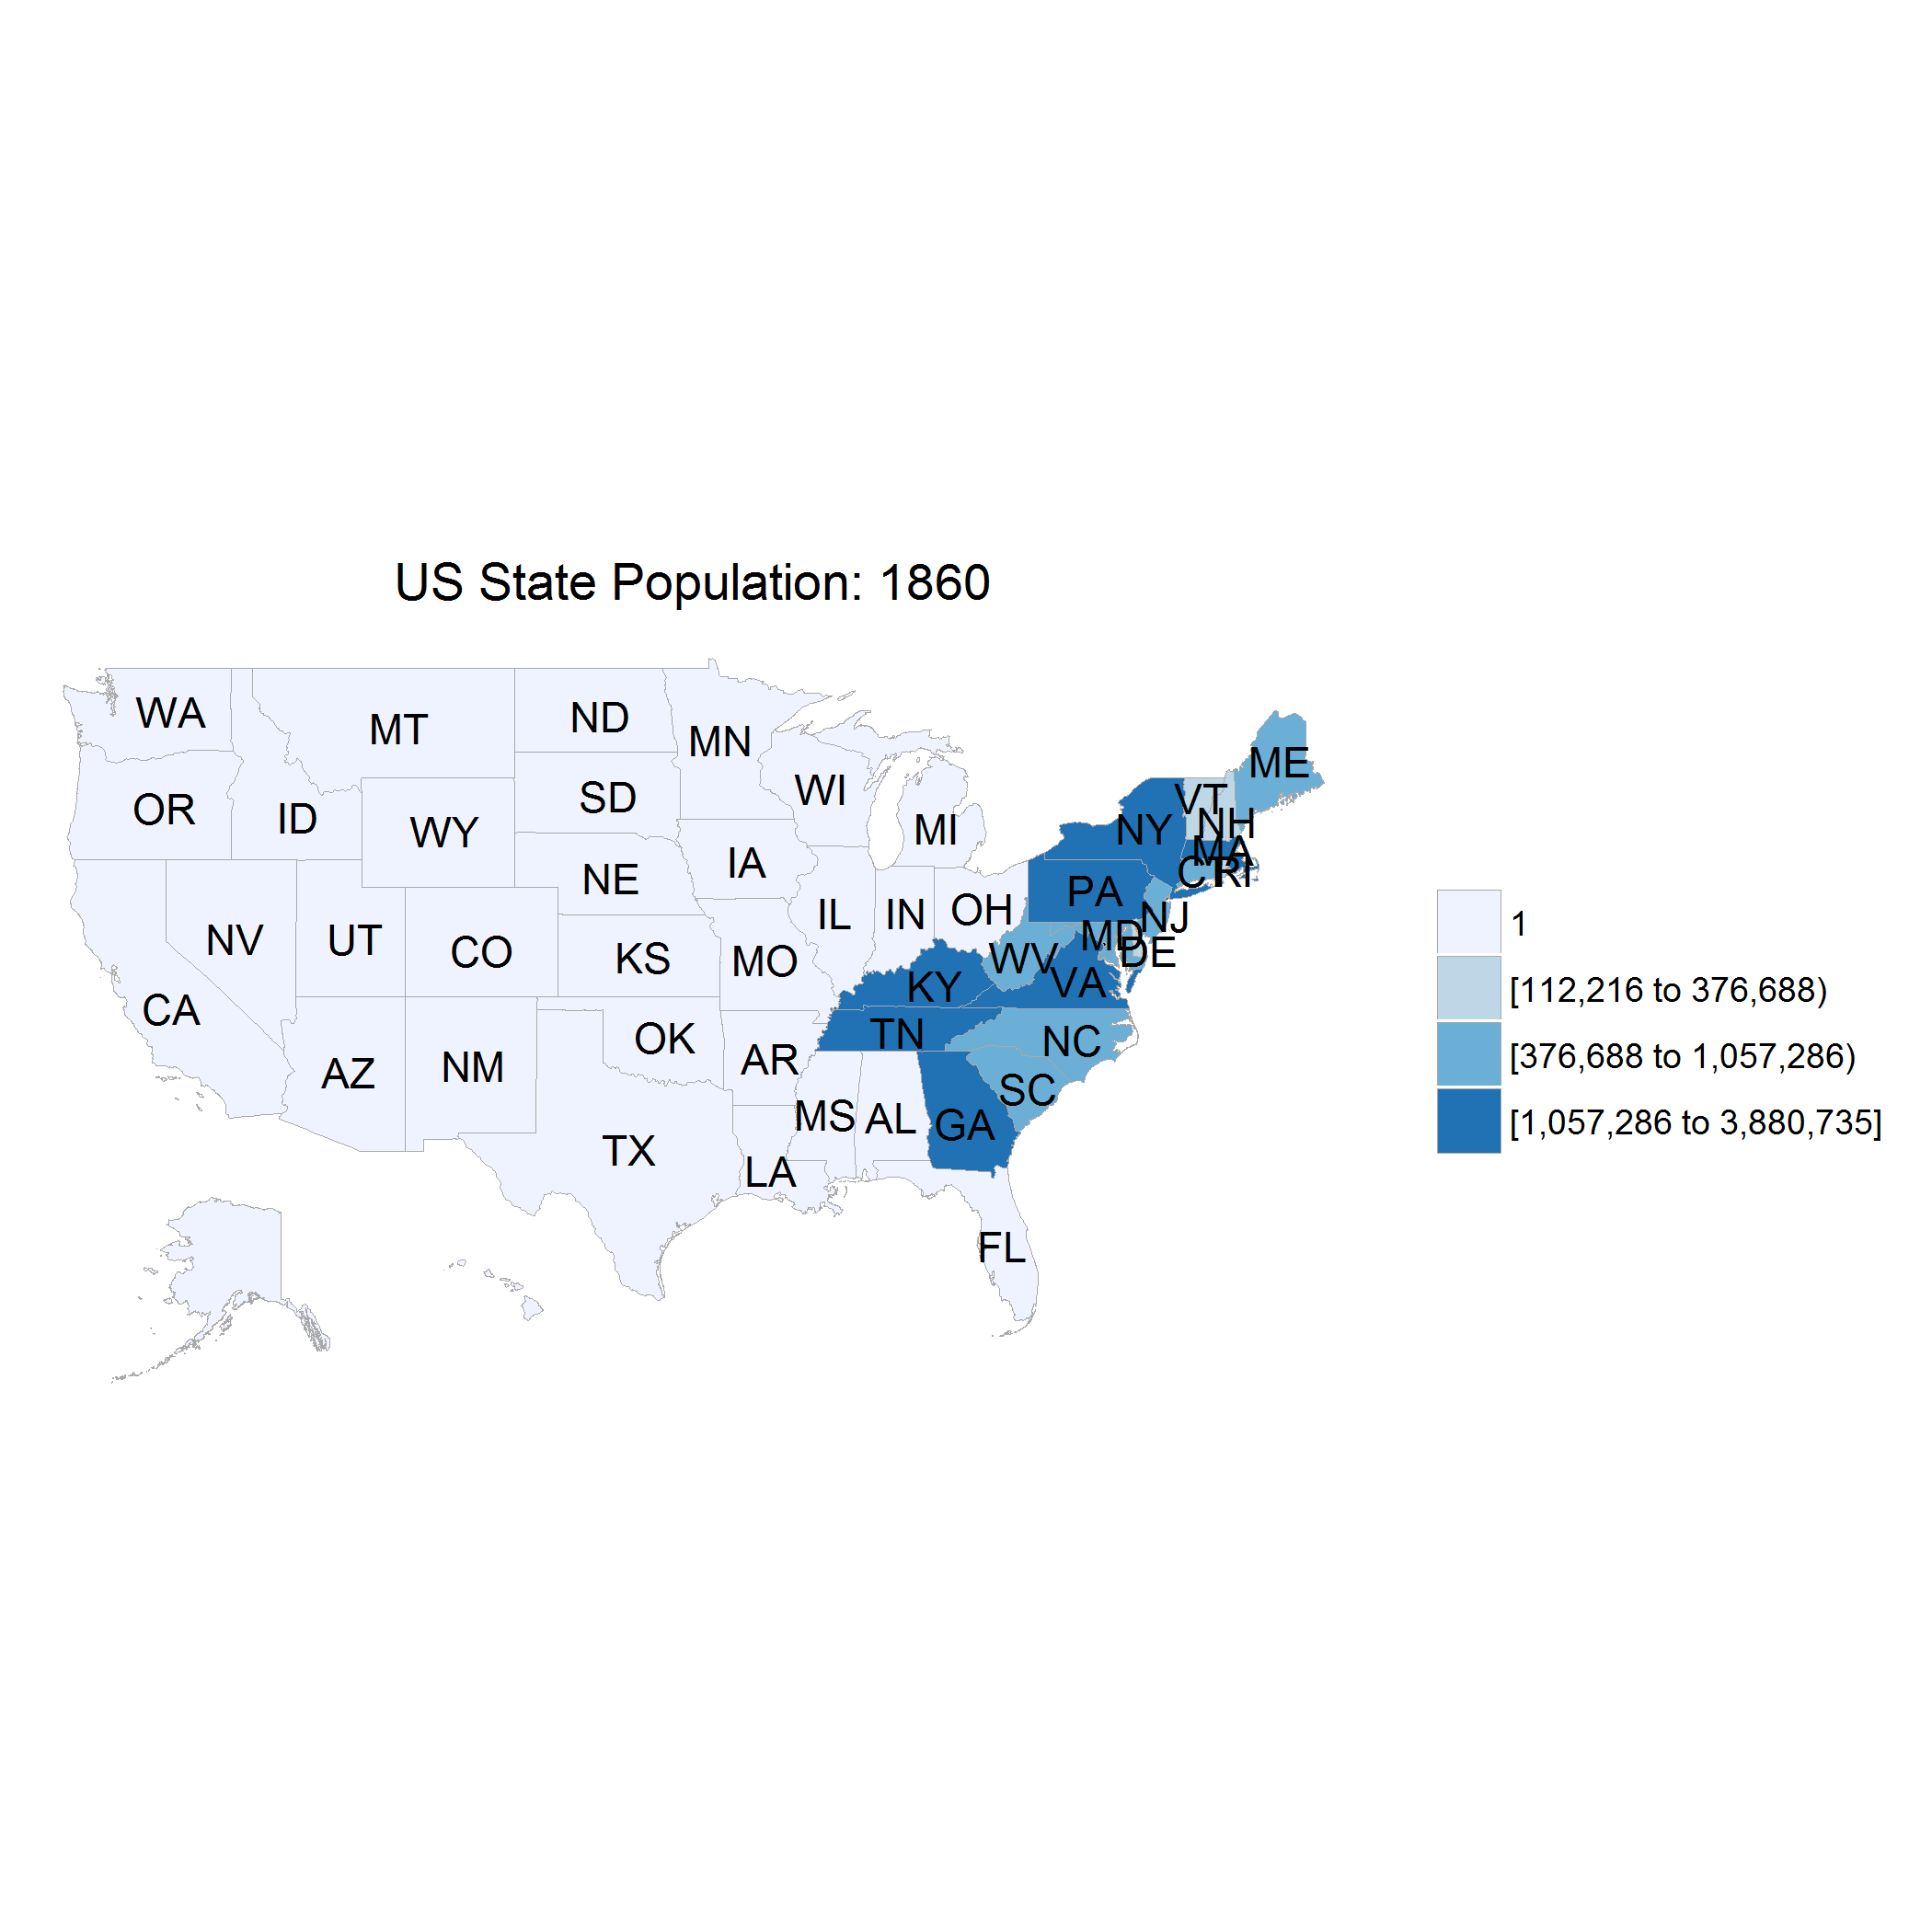 US State Population: 1860
WA
MT
ND
MN
OR
ID
WY
SD
WI
MI
ME
VT
NH
NY
MA
CT
RI
NE
IA
PA
NJ
NV
UT
CO
KS
MO
IL
IN
OH
MD
DE
WV
VA
KY
CA
AZ
NM
OK
AR
TN
NC
SC
TX
LA
MS
AL
GA
FL
1
[112,216 to 376,688)
[376,688 to 1,057,286)
[1,057,286 to 3,880,735]